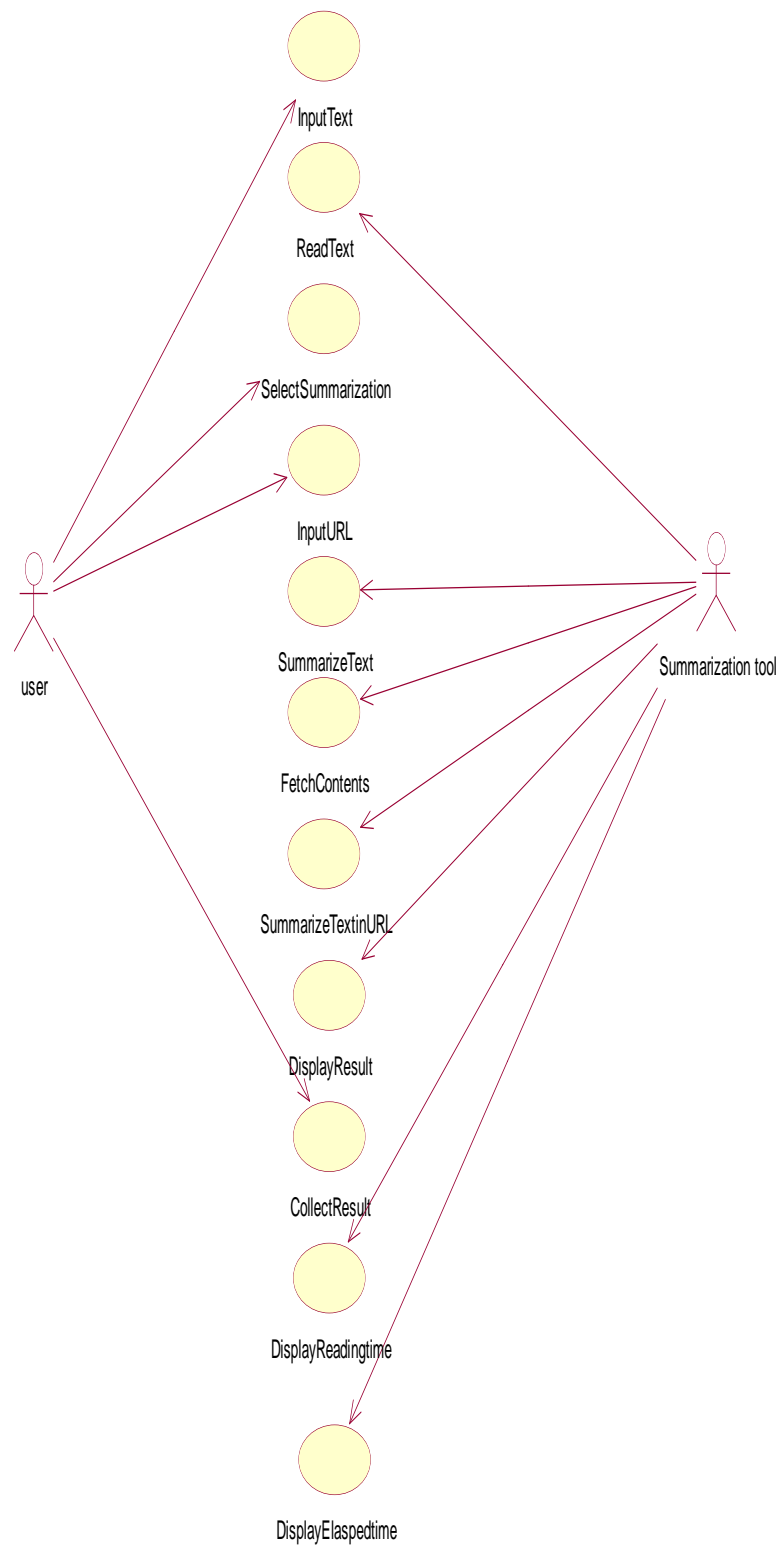 InputText
ReadText
SelectSummarization
InputURL
SummarizeText
user
Summarization tool
FetchContents
SummarizeTextinURL
DisplayResult
CollectResult
DisplayReadingtime
DisplayElaspedtime